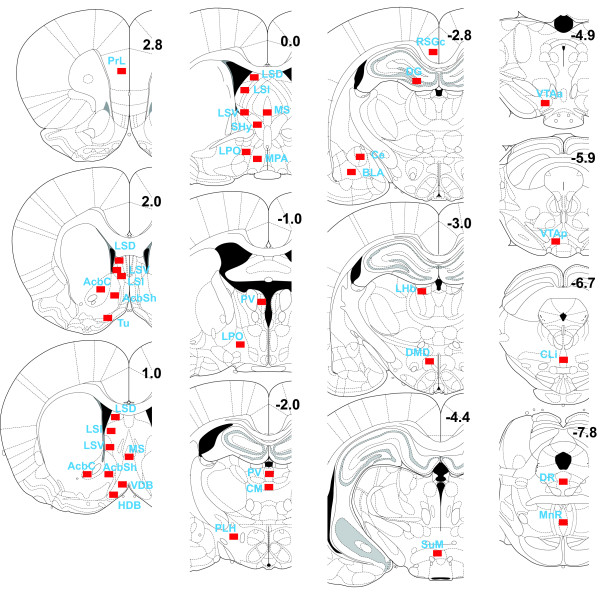 2.8
PrL
2.0
LSD
LSV
LSI
AcbC
AcbSh
Tu
1.0
LSD
LSI
LSV
MS
AcbC
AcbSh
VDB
HDB
0.0
LSD
LSI
LSV
MS
SHy
LPO
MPA
-1.0
PV
LPO
-2.0
PV
CM
PLH
-2.8
RSGc
DG
Ce
BLA
-3.0
LHb
DMD
-4.4
SuM
-4.9
VTAa
-5.9
VTAp
-6.7
CLi
-7.8
DR
MnR